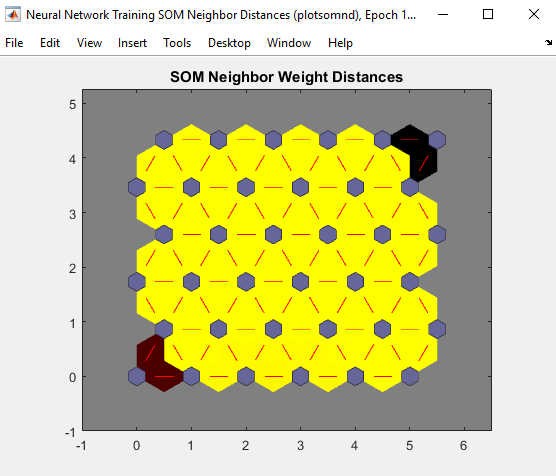 Neural Network Training SOM Neighbor Distances (plotsomnd), Epoch 1...
File Edit View Insert Tools Desktop Window Help
SOM Neighbor Weight Distances
5
4
3
2
1
0
-1
-1 0 1 2 3 4 5 6